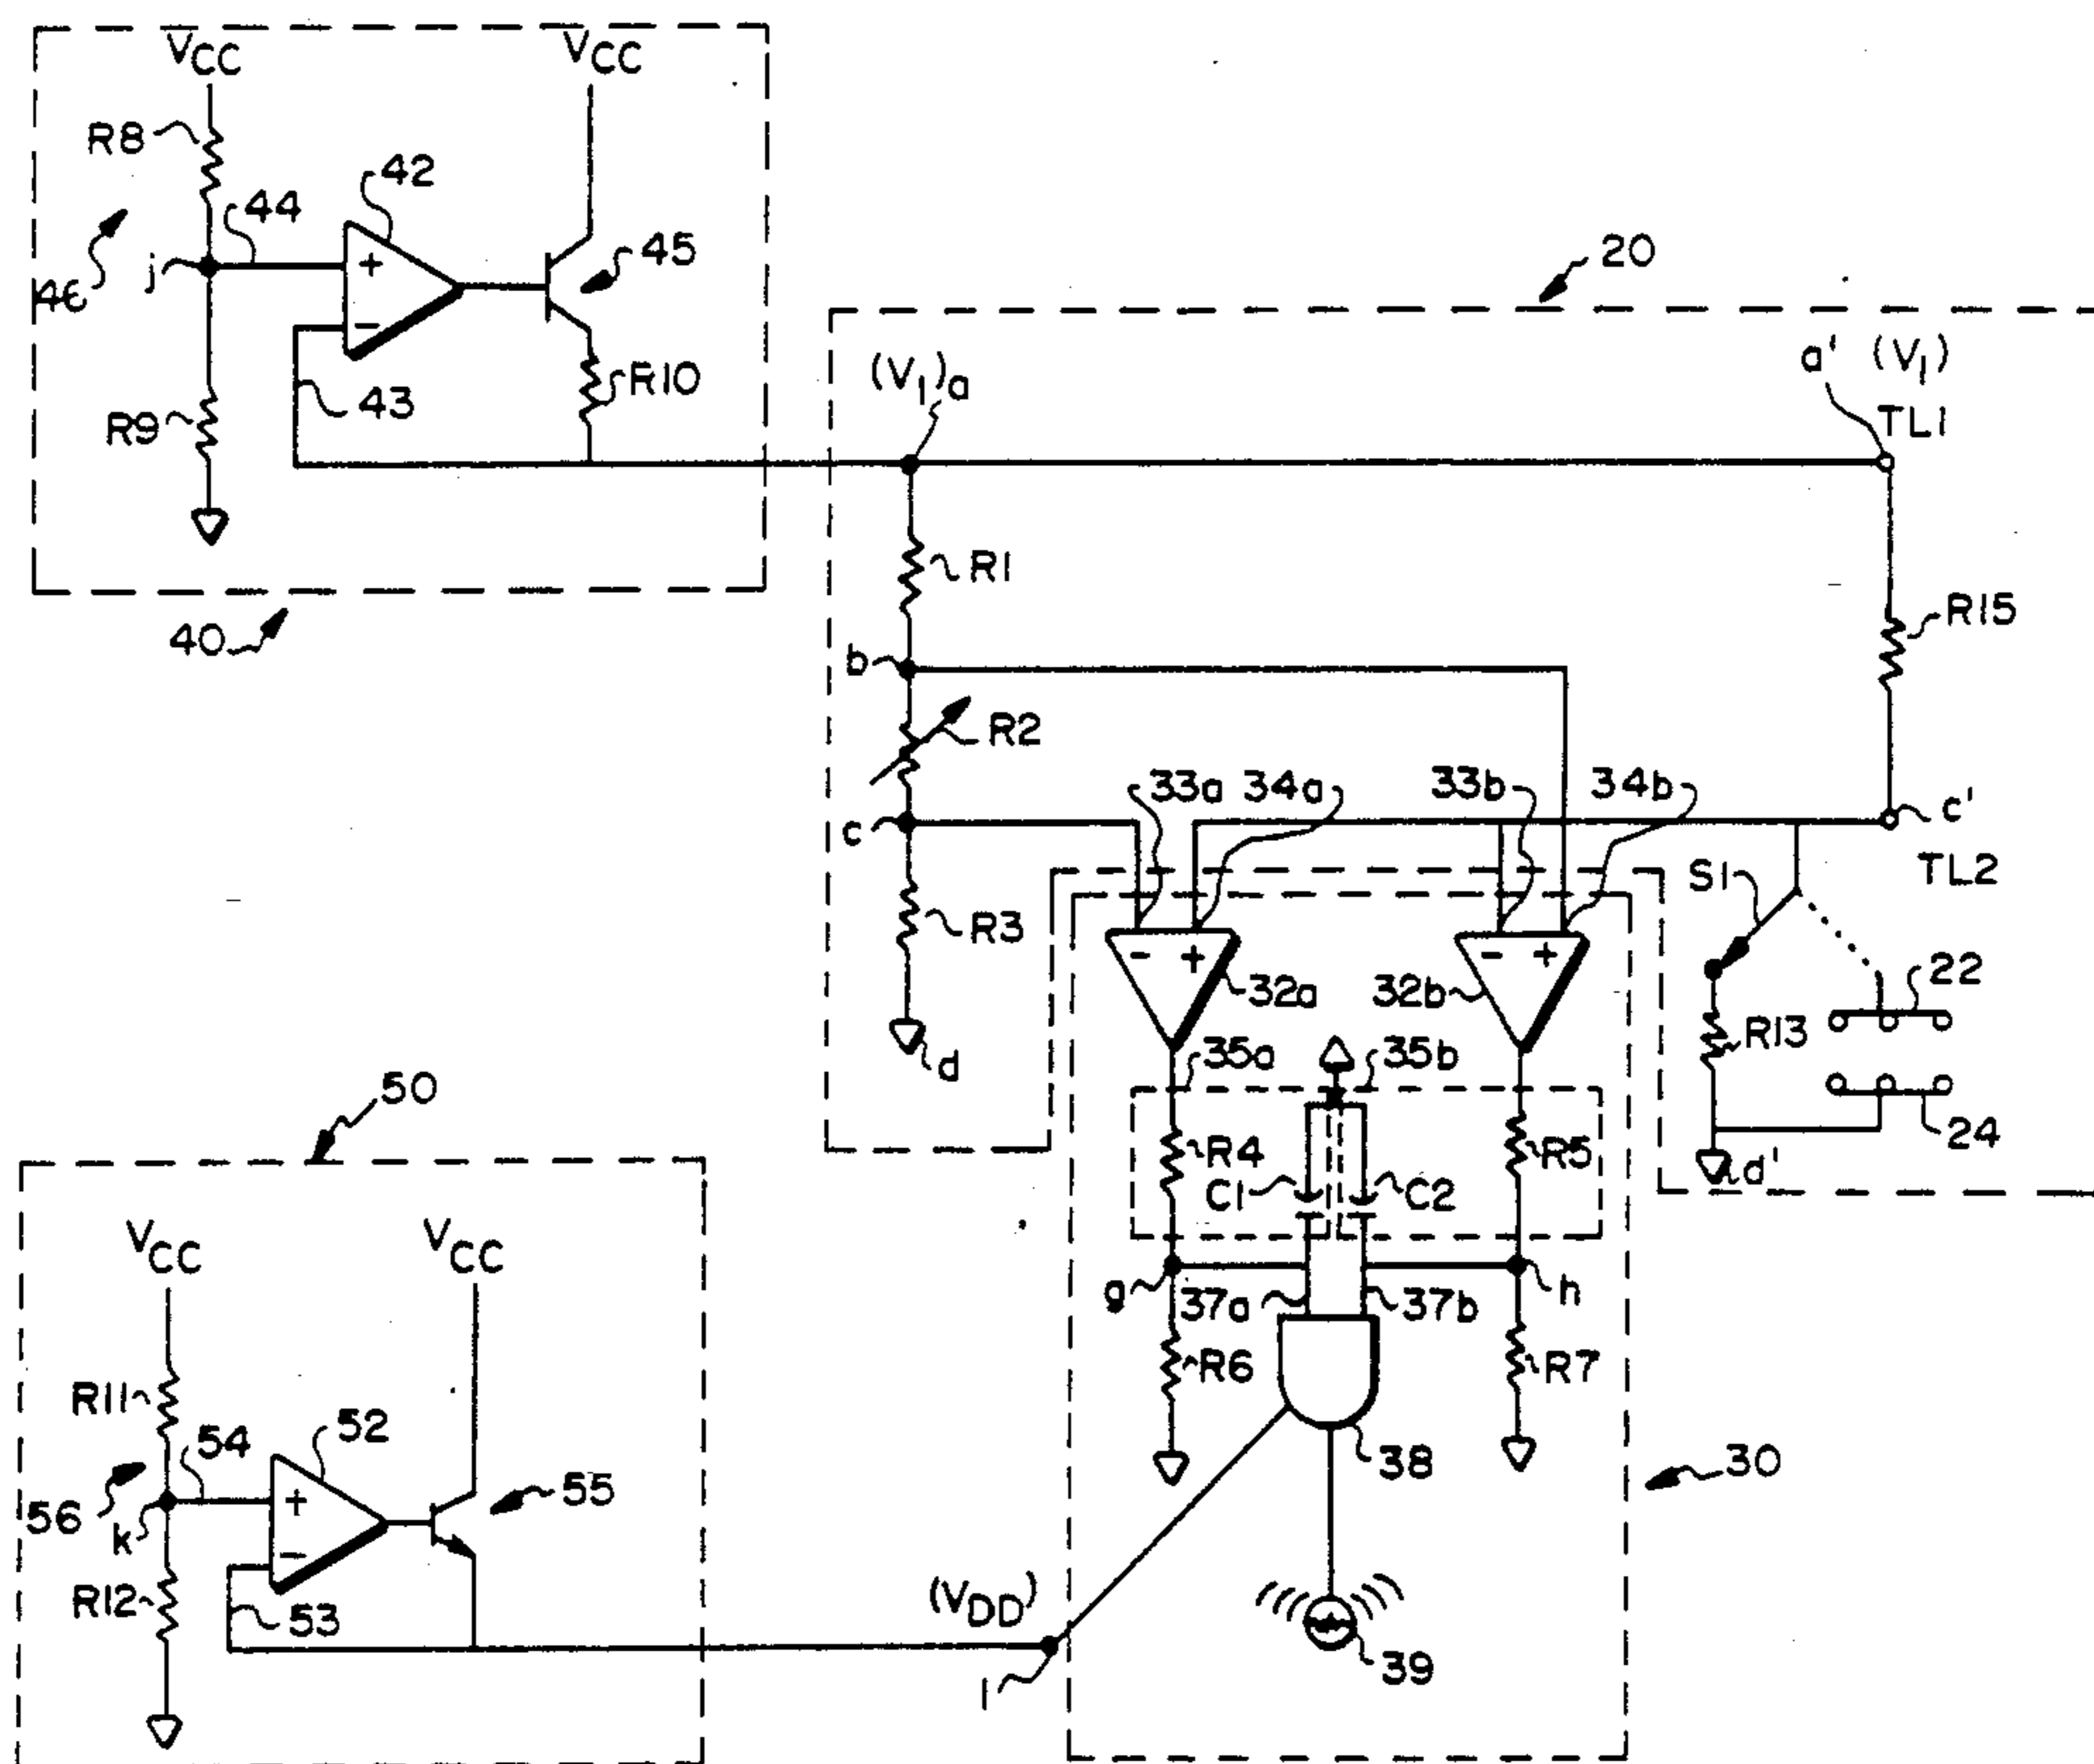 VCC
VCC
R8
42
44
+
45
j
46
−
R10
R9
43
40
20
(V1)a
a' (V1)
TL1
R1
R15
b
R2
33a
34a
33b
34b
c
c'
TL2
S1
R3
- +
- +
22
32a
32b
R13
d
35a
35b
24
R4
R5
d'
C1
C2
g
37a
37b
h
R6
R7
38
30
50
VCC
VCC
R11
54
52
56
k
+
55
−
R12
53
(VDD)
l
39